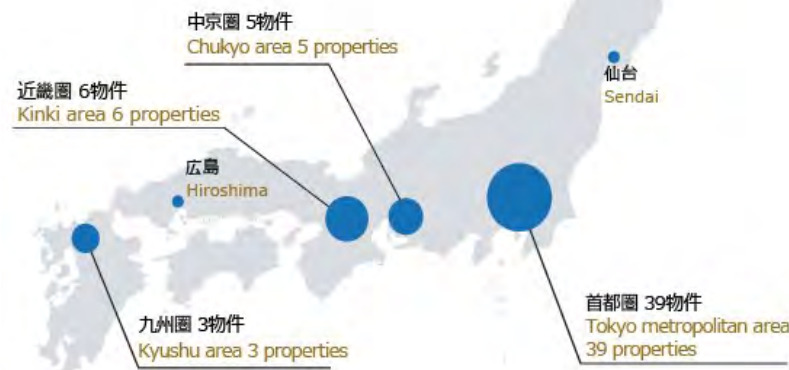 中京圏 5物件
Chukyo area 5 properties
仙台
Sendai
近畿圏 6物件
Kinki area 6 properties
広島
Hiroshima
首都圏 39物件
Tokyo metropolitan area
39 properties
九州圏 3物件
Kyushu area 3 properties